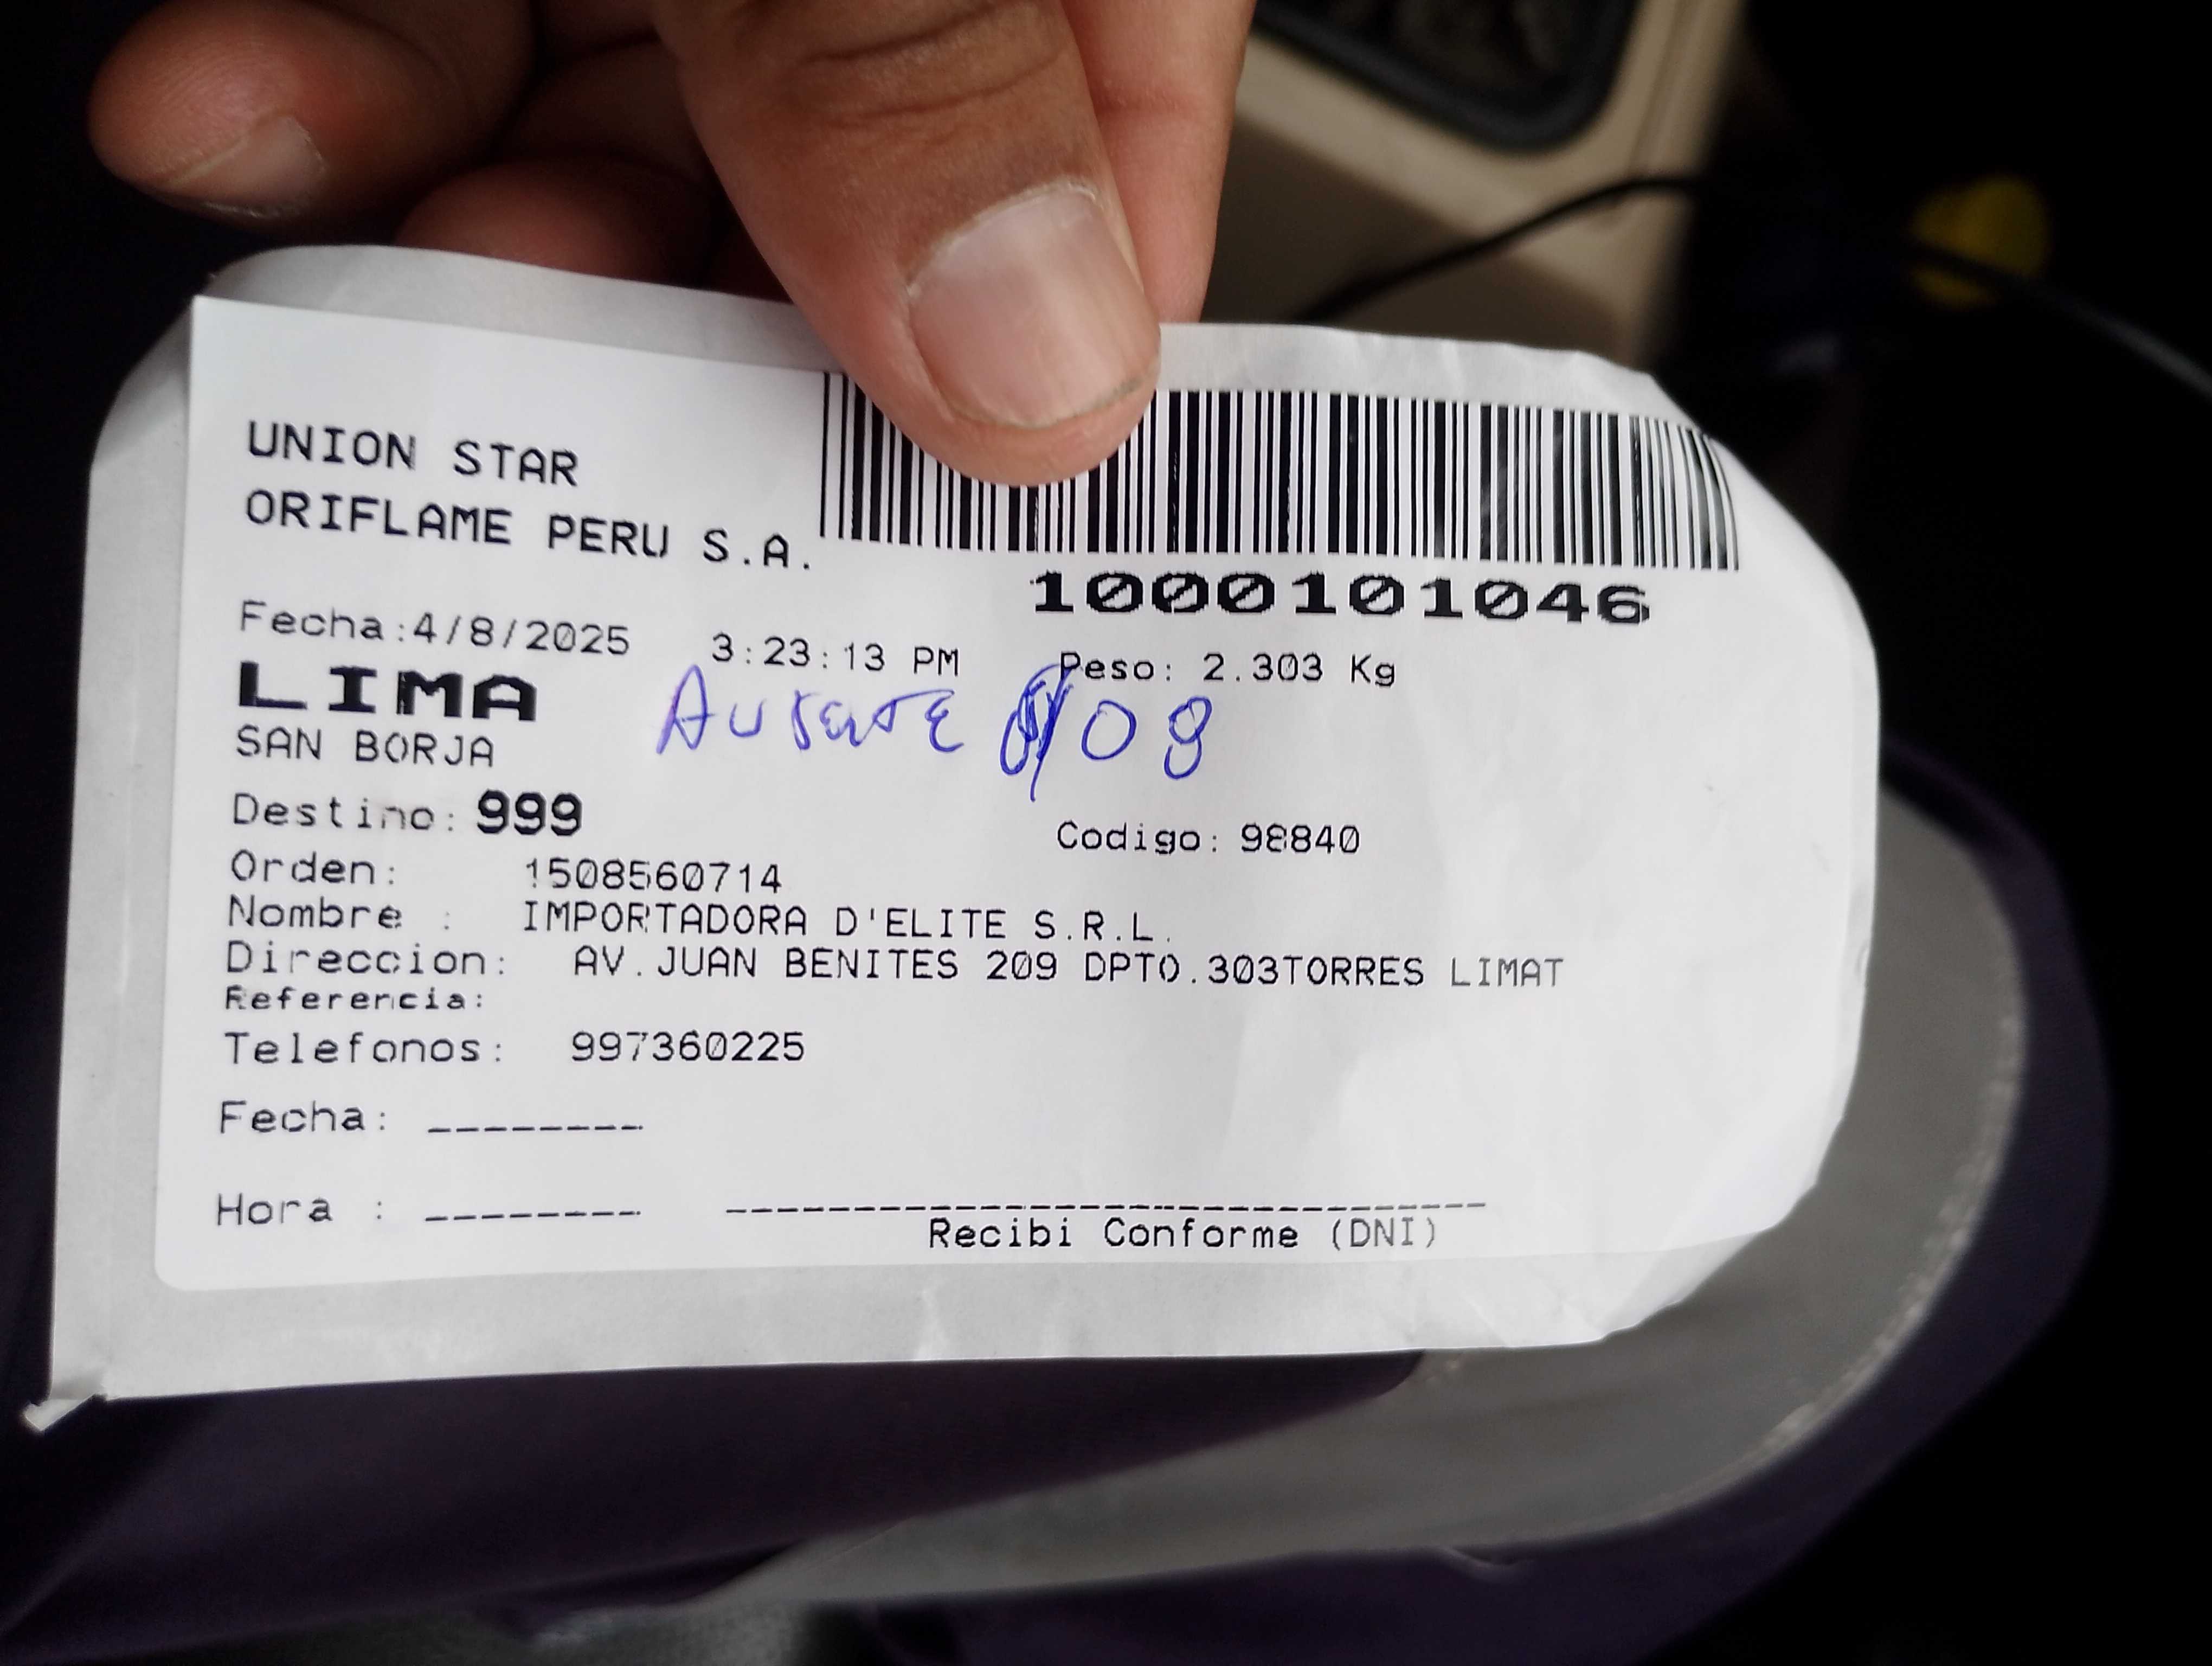 UNION STAR
ORIFLAME PERU S.A.
1000101046
Fecha:4/8/2025 3:23:13 PM Peso: 2.303 Kg
LIMA
SAN BORJA
Ausente /08
Destino: 999
Codigo: 98840
Orden: 1508560714
Nombre : IMPORTADORA D'ELITE S.R.L.
Direccion: AV.JUAN BENITES 209 DPTO.303TORRES LIMAT
Referencia:
Telefonos: 997360225
Fecha: --------
Hora : --------
Recibi Conforme (DNI)